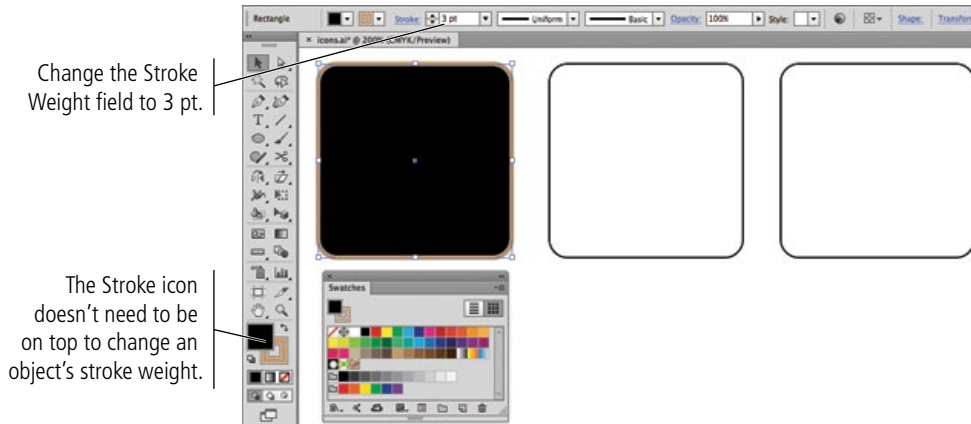 Rectangle Stroke: 3 pt Uniform Basic Opacity: 100% Style: Shape: Transform
× icons.ai* @ 200% (CMYK/Preview)
Change the Stroke
Weight field to 3 pt.
The Stroke icon
doesn't need to be
on top to change an
object's stroke weight.
Swatches